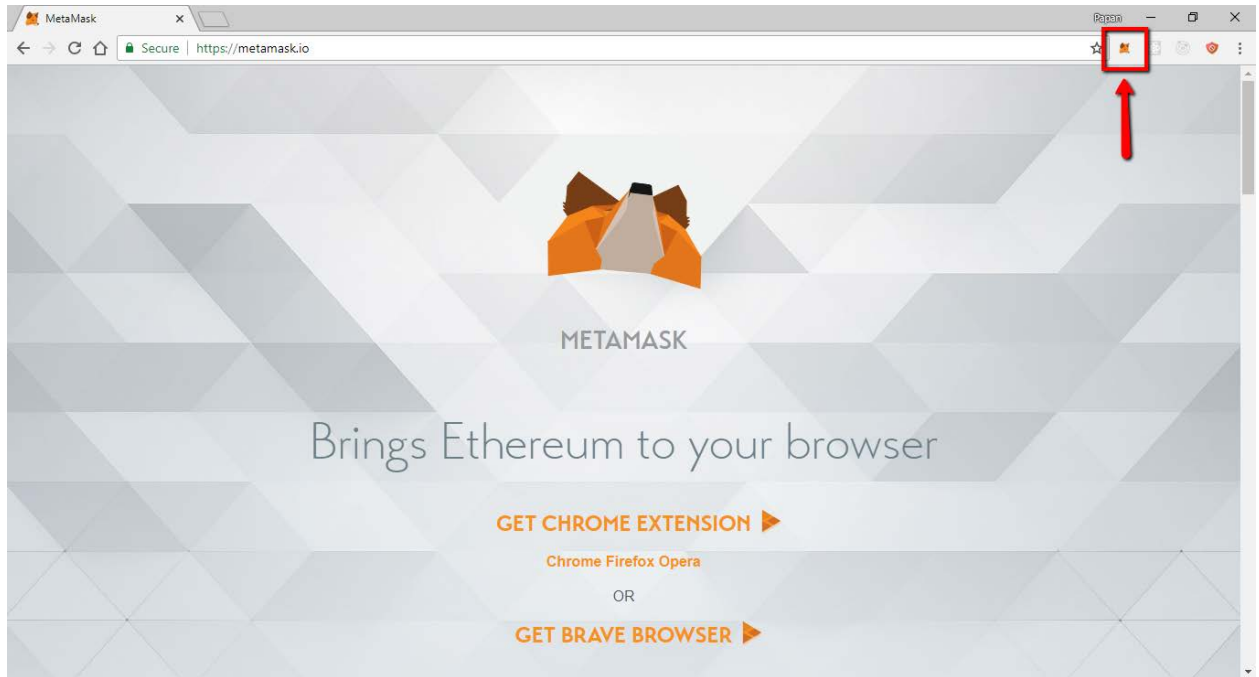 MetaMask
Papan
Secure | https://metamask.io
METAMASK
Brings Ethereum to your browser
GET CHROME EXTENSION
Chrome Firefox Opera
OR
GET BRAVE BROWSER